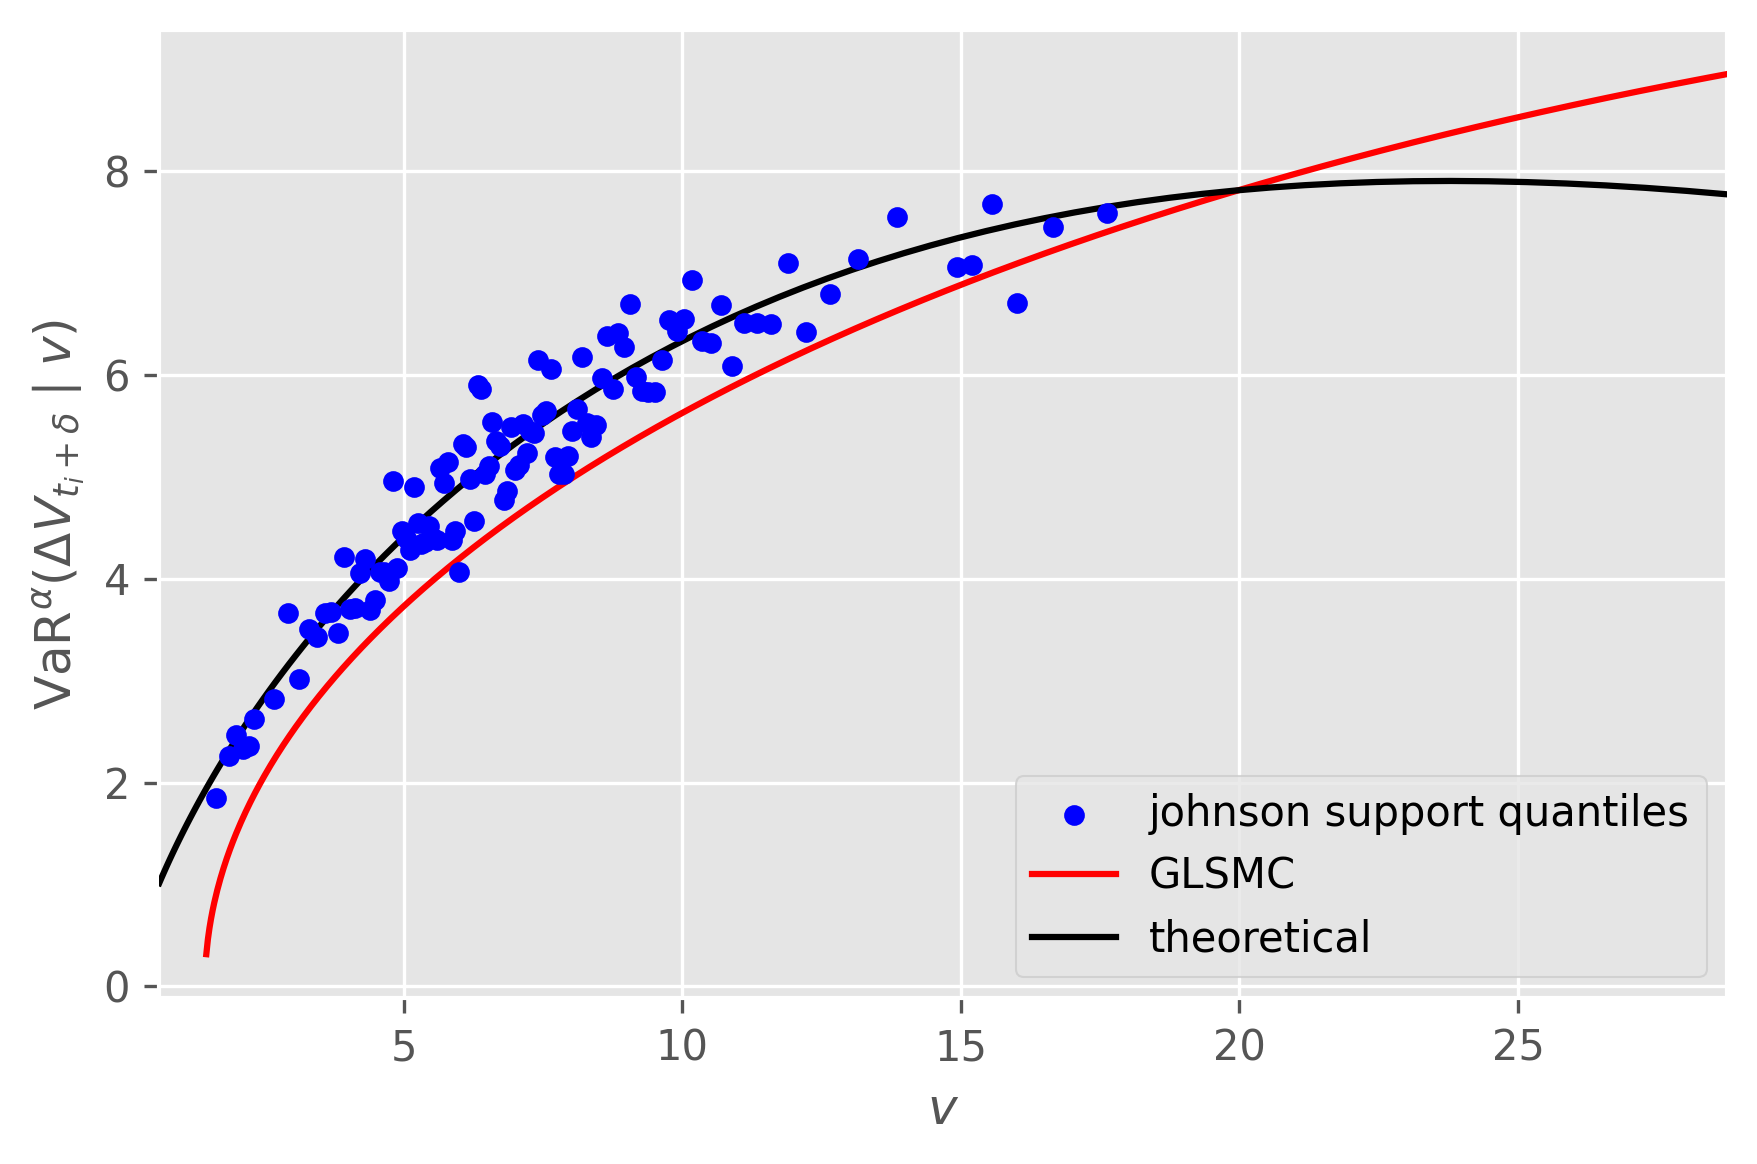 VaR^α(ΔV_{t_i+δ} | v)
8
6
4
2
0
5 10 15 20 25
v
johnson support quantiles
GLSMC
theoretical